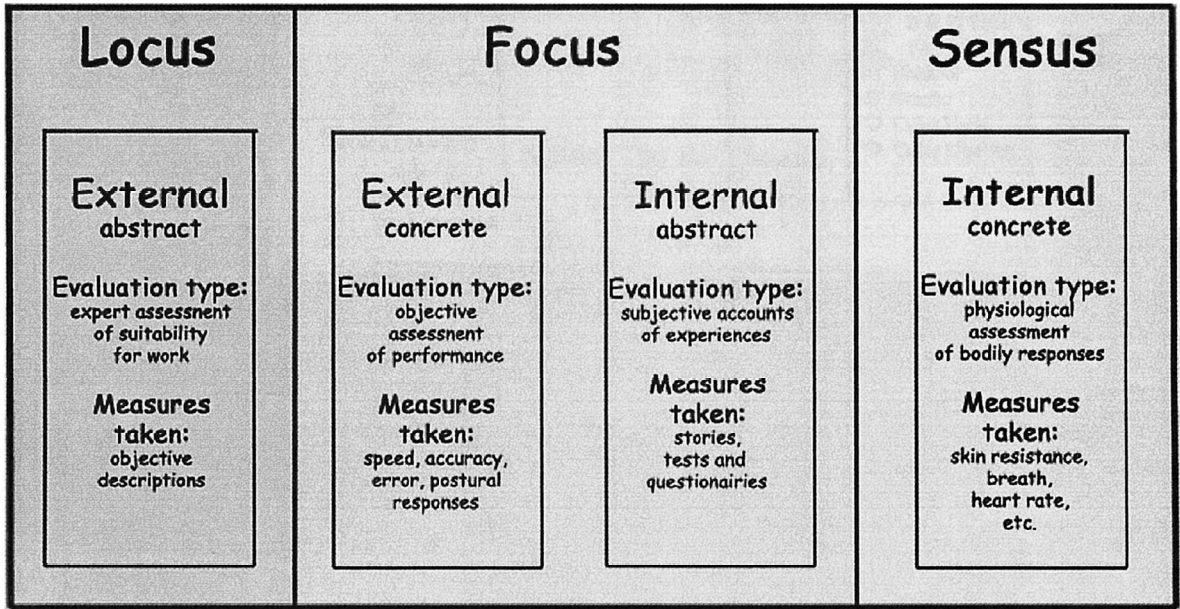 Locus
External
abstract
Evaluation type:
expert assessnent
of suitability
for work
Measures
taken:
objective
descriptions
Focus
External
concrete
Evaluation type:
objective
assessnent
of performance
Measures
taken:
speed, accuracy,
error, postural
responses
Internal
abstract
Evaluation type:
subjective accounts
of experiences
Measures
taken:
stories,
tests and
questionairies
Sensus
Internal
concrete
Evaluation type:
physiological
assessment
of bodily responses
Measures
taken:
skin resistance,
breath,
heart rate,
etc.